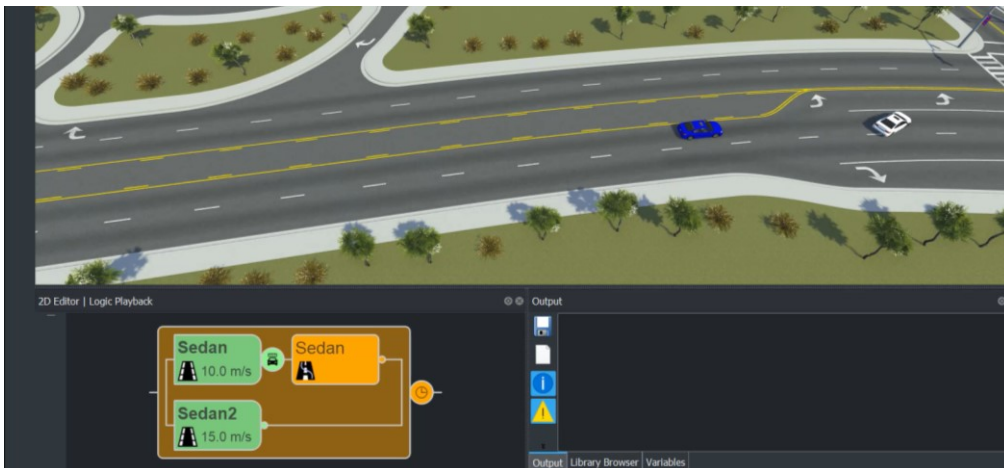 2D Editor | Logic Playback
Output
Sedan
10.0 m/s
Sedan
Sedan2
15.0 m/s
Output
Library Browser
Variables